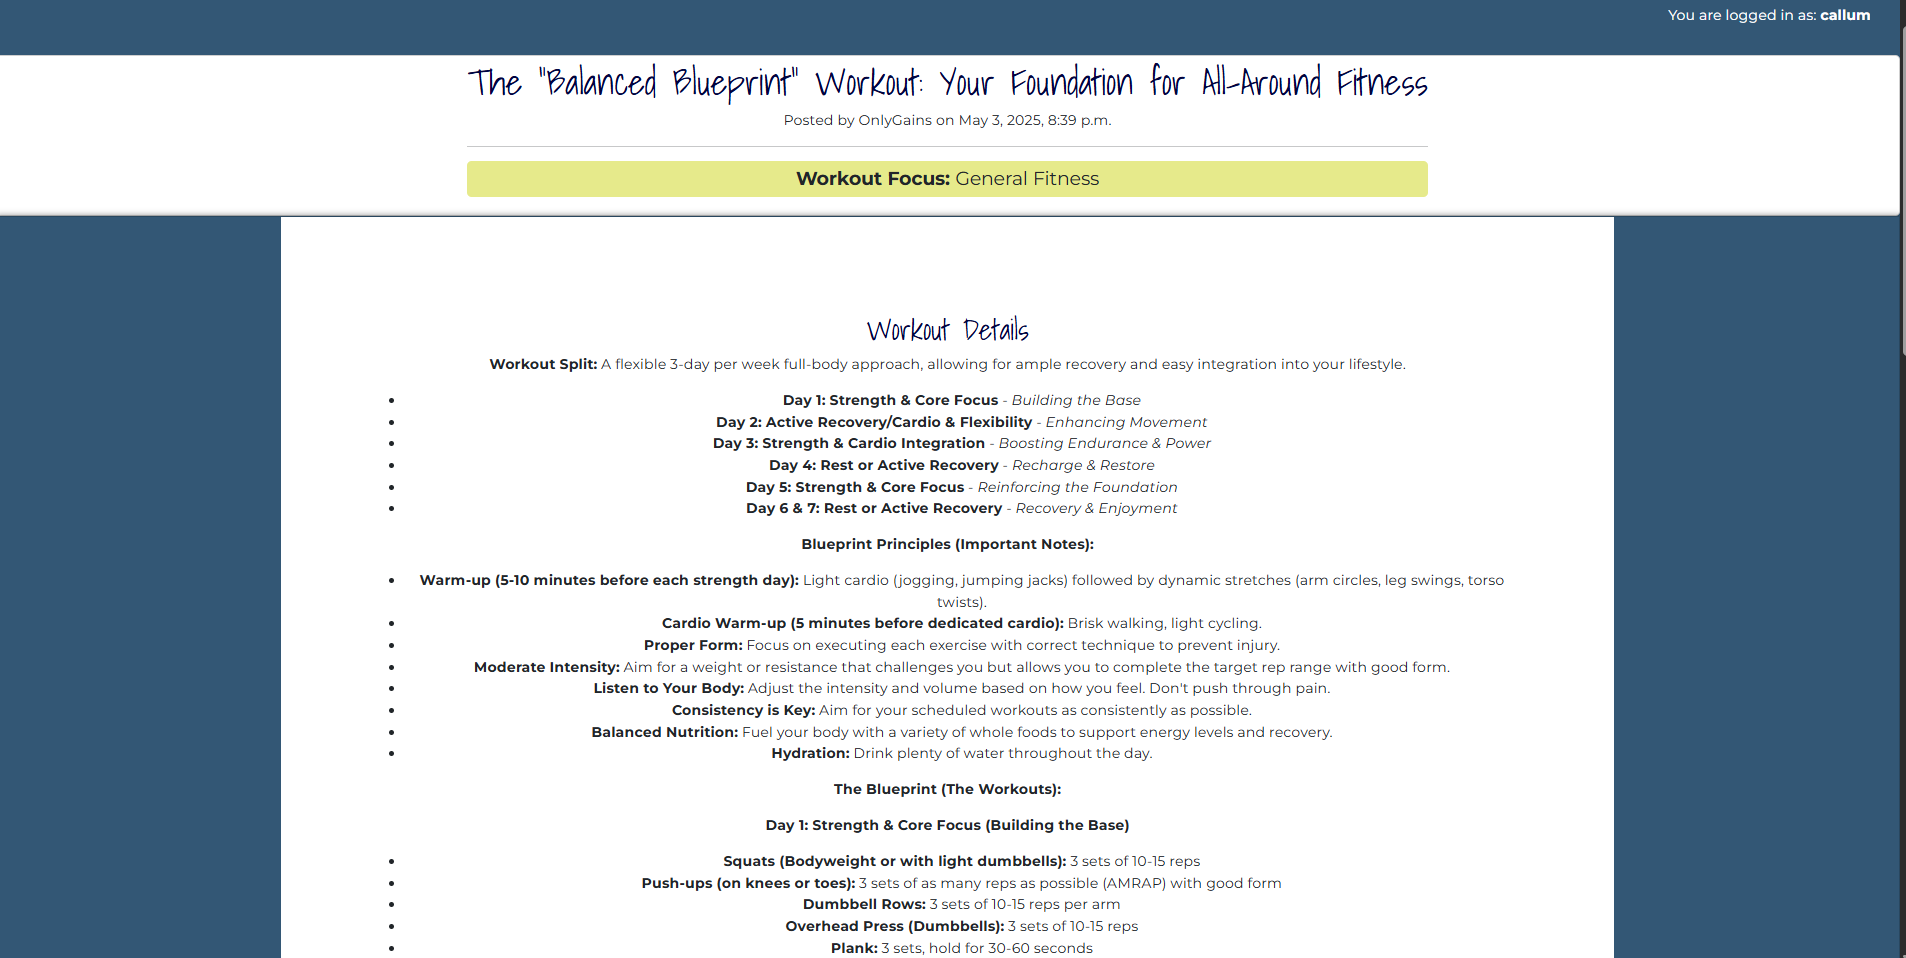 You are logged in as: callum
The "Balanced Blueprint" Workout: Your Foundation for All-Around Fitness
Posted by OnlyGains on May 3, 2025, 8:39 p.m.
Workout Focus: General Fitness
Workout Details
Workout Split: A flexible 3-day per week full-body approach, allowing for ample recovery and easy integration into your lifestyle.
• Day 1: Strength & Core Focus - Building the Base
• Day 2: Active Recovery/Cardio & Flexibility - Enhancing Movement
• Day 3: Strength & Cardio Integration - Boosting Endurance & Power
• Day 4: Rest or Active Recovery - Recharge & Restore
• Day 5: Strength & Core Focus - Reinforcing the Foundation
• Day 6 & 7: Rest or Active Recovery - Recovery & Enjoyment
Blueprint Principles (Important Notes):
• Warm-up (5-10 minutes before each strength day): Light cardio (jogging, jumping jacks) followed by dynamic stretches (arm circles, leg swings, torso
twists).
• Cardio Warm-up (5 minutes before dedicated cardio): Brisk walking, light cycling.
• Proper Form: Focus on executing each exercise with correct technique to prevent injury.
• Moderate Intensity: Aim for a weight or resistance that challenges you but allows you to complete the target rep range with good form.
• Listen to Your Body: Adjust the intensity and volume based on how you feel. Don't push through pain.
• Consistency is Key: Aim for your scheduled workouts as consistently as possible.
• Balanced Nutrition: Fuel your body with a variety of whole foods to support energy levels and recovery.
• Hydration: Drink plenty of water throughout the day.
The Blueprint (The Workouts):
Day 1: Strength & Core Focus (Building the Base)
• Squats (Bodyweight or with light dumbbells): 3 sets of 10-15 reps
• Push-ups (on knees or toes): 3 sets of as many reps as possible (AMRAP) with good form
• Dumbbell Rows: 3 sets of 10-15 reps per arm
• Overhead Press (Dumbbells): 3 sets of 10-15 reps
• Plank: 3 sets, hold for 30-60 seconds